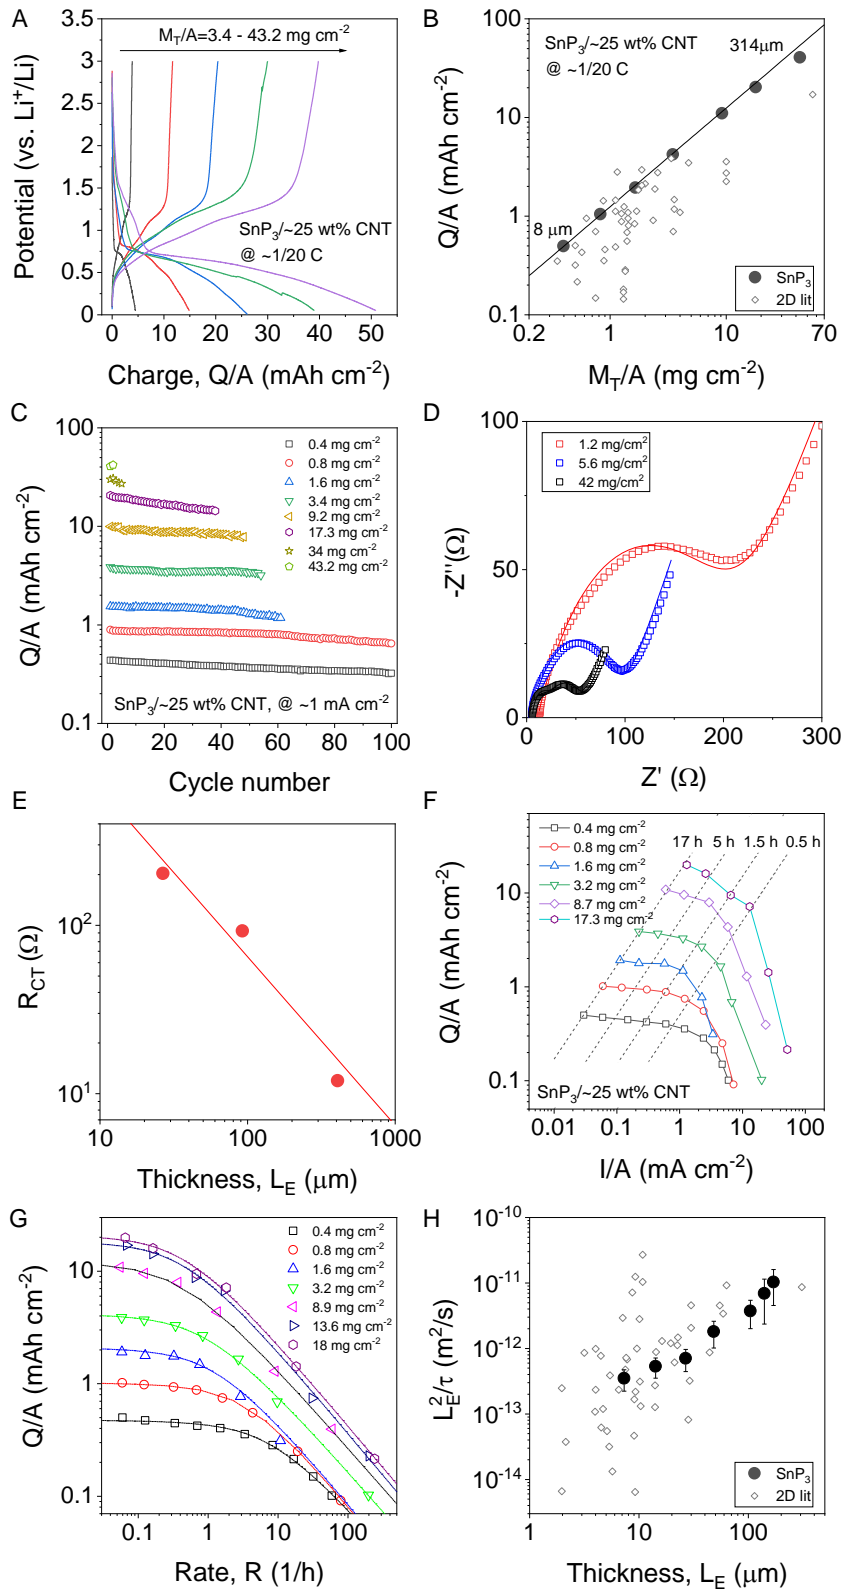 A
M_T/A=3.4 - 43.2 mg cm⁻²
3.5
3
2.5
2
1.5
1
0.5
0
Potential (vs. Li⁺/Li)
SnP₃/~25 wt% CNT
@ ~1/20 C
0 10 20 30 40 50
Charge, Q/A (mAh cm⁻²)
B
SnP₃/~25 wt% CNT
@ ~1/20 C
314μm
8 μm
100
10
1
0.1
Q/A (mAh cm⁻²)
SnP₃
2D lit
0.2 1 10 70
M_T/A (mg cm⁻²)
C
100
10
1
0.1
Q/A (mAh cm⁻²)
0.4 mg cm⁻²
0.8 mg cm⁻²
1.6 mg cm⁻²
3.4 mg cm⁻²
9.2 mg cm⁻²
17.3 mg cm⁻²
34 mg cm⁻²
43.2 mg cm⁻²
SnP₃/~25 wt% CNT, @ ~1 mA cm⁻²
0 20 40 60 80 100
Cycle number
D
100
50
0
-Z''(Ω)
1.2 mg/cm²
5.6 mg/cm²
42 mg/cm²
0 100 200 300
Z' (Ω)
E
10²
10¹
R_CT (Ω)
10 100 1000
Thickness, L_E (μm)
F
0.4 mg cm⁻²
0.8 mg cm⁻²
1.6 mg cm⁻²
3.2 mg cm⁻²
8.7 mg cm⁻²
17.3 mg cm⁻²
17 h 5 h 1.5 h 0.5 h
10
1
0.1
Q/A (mAh cm⁻²)
SnP₃/~25 wt% CNT
0.01 0.1 1 10 100
I/A (mA cm⁻²)
G
10
1
0.1
Q/A (mAh cm⁻²)
0.4 mg cm⁻²
0.8 mg cm⁻²
1.6 mg cm⁻²
3.2 mg cm⁻²
8.9 mg cm⁻²
13.6 mg cm⁻²
18 mg cm⁻²
0.1 1 10 100
Rate, R (1/h)
H
10⁻¹⁰
10⁻¹¹
10⁻¹²
10⁻¹³
10⁻¹⁴
L_E²/τ (m²/s)
SnP₃
2D lit
1 10 100
Thickness, L_E (μm)